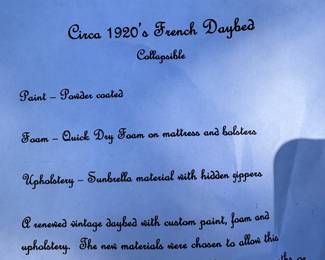 Circa 1920's French Daybed
Collapsible
Paint – Powder coated
Foam – Quick Dry Foam on mattress and bolsters
Upholstery – Sunbrella material with hidden zippers
A renewed vintage daybed with custom paint, foam and
upholstery. The new materials were chosen to allow this
or